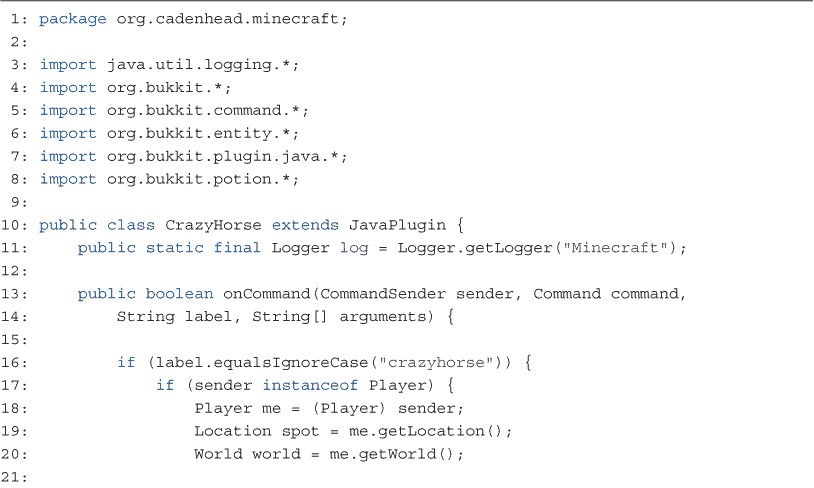 1: package org.cadenhead.minecraft;
2:
3: import java.util.logging.*;
4: import org.bukkit.*;
5: import org.bukkit.command.*;
6: import org.bukkit.entity.*;
7: import org.bukkit.plugin.java.*;
8: import org.bukkit.potion.*;
9:
10: public class CrazyHorse extends JavaPlugin {
11:     public static final Logger log = Logger.getLogger("Minecraft");
12:
13:     public boolean onCommand(CommandSender sender, Command command,
14:         String label, String[] arguments) {
15:
16:         if (label.equalsIgnoreCase("crazyhorse")) {
17:             if (sender instanceof Player) {
18:                 Player me = (Player) sender;
19:                 Location spot = me.getLocation();
20:                 World world = me.getWorld();
21: